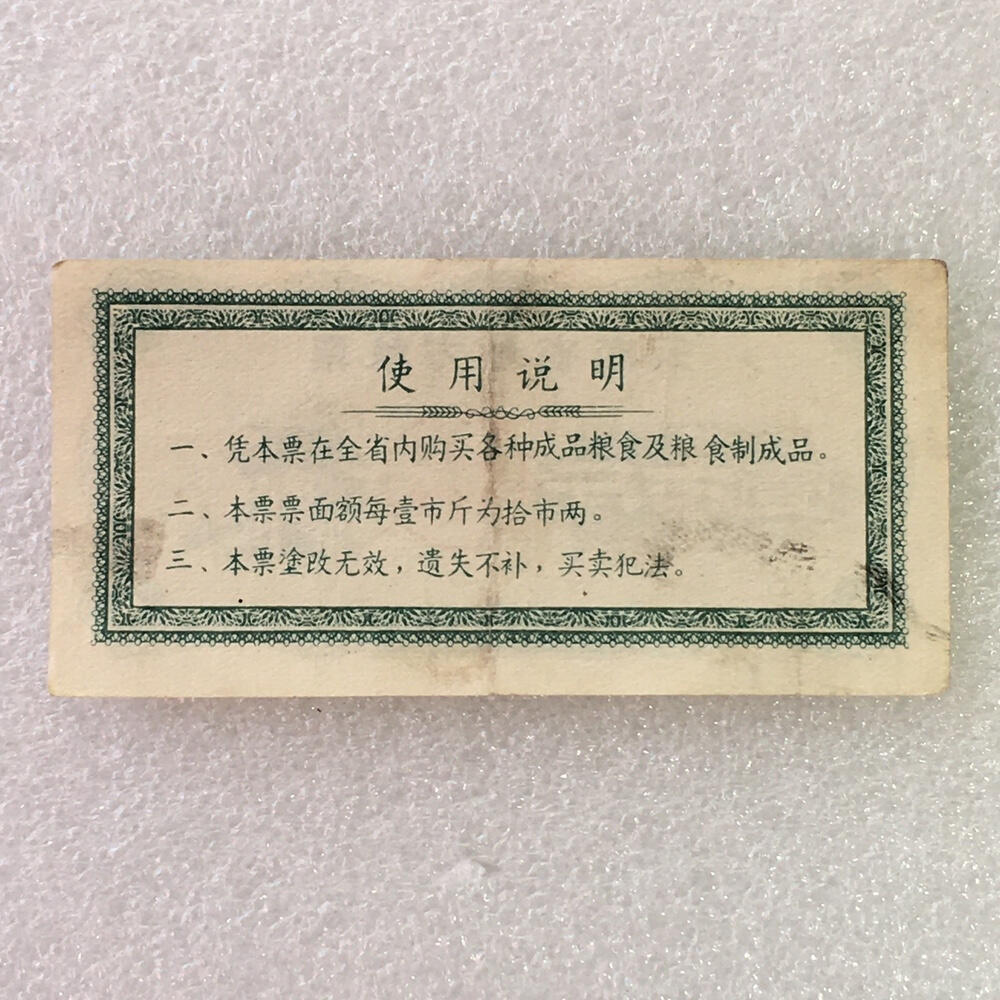 使用说明
一、凭本票在全省内购买各种成品粮食及粮食制成品。
二、本票票面额每壹市斤为拾市两。
三、本票塗改无效，遗失不补，买卖犯法。